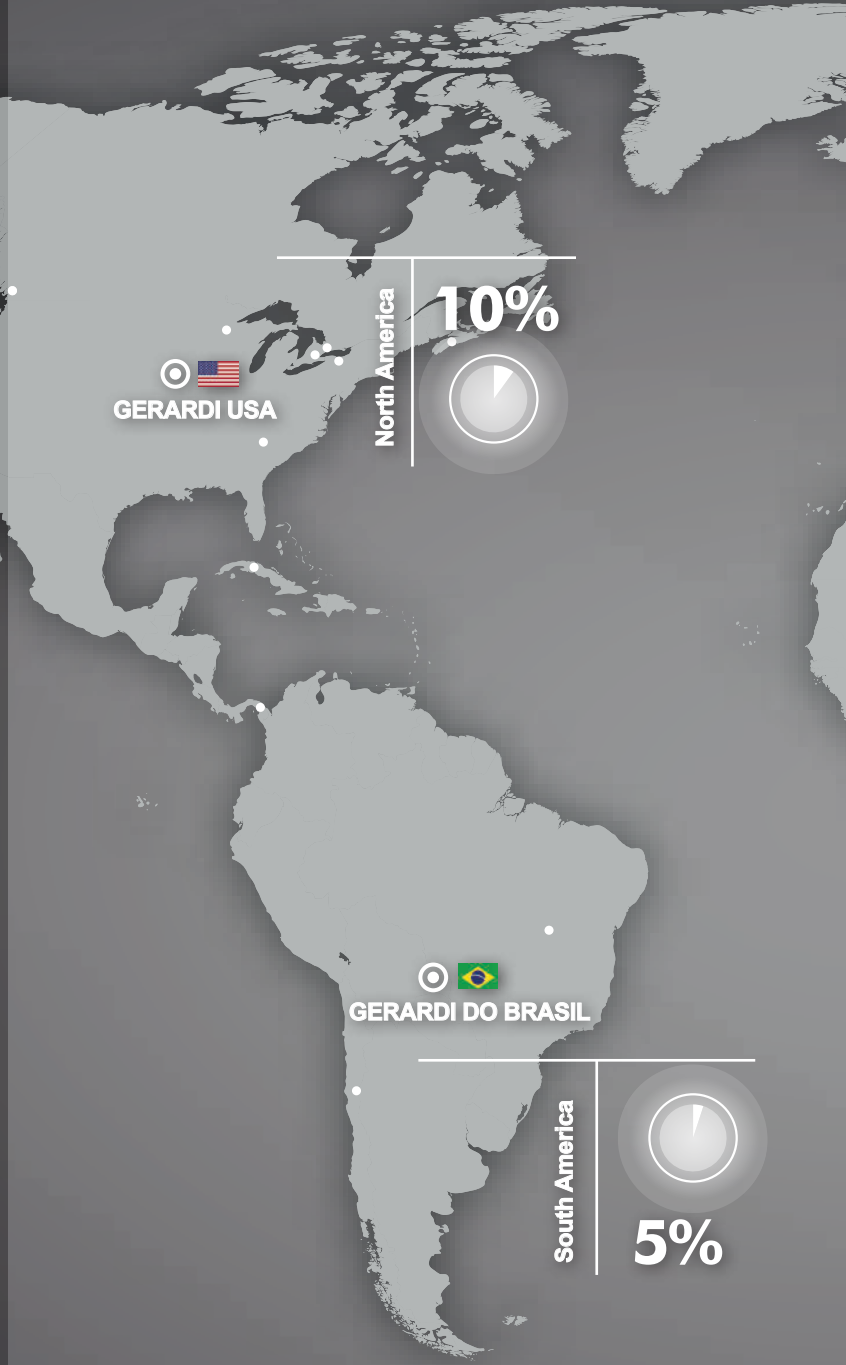 10%
North America
GERARDI USA
GERARDI DO BRASIL
South America
5%